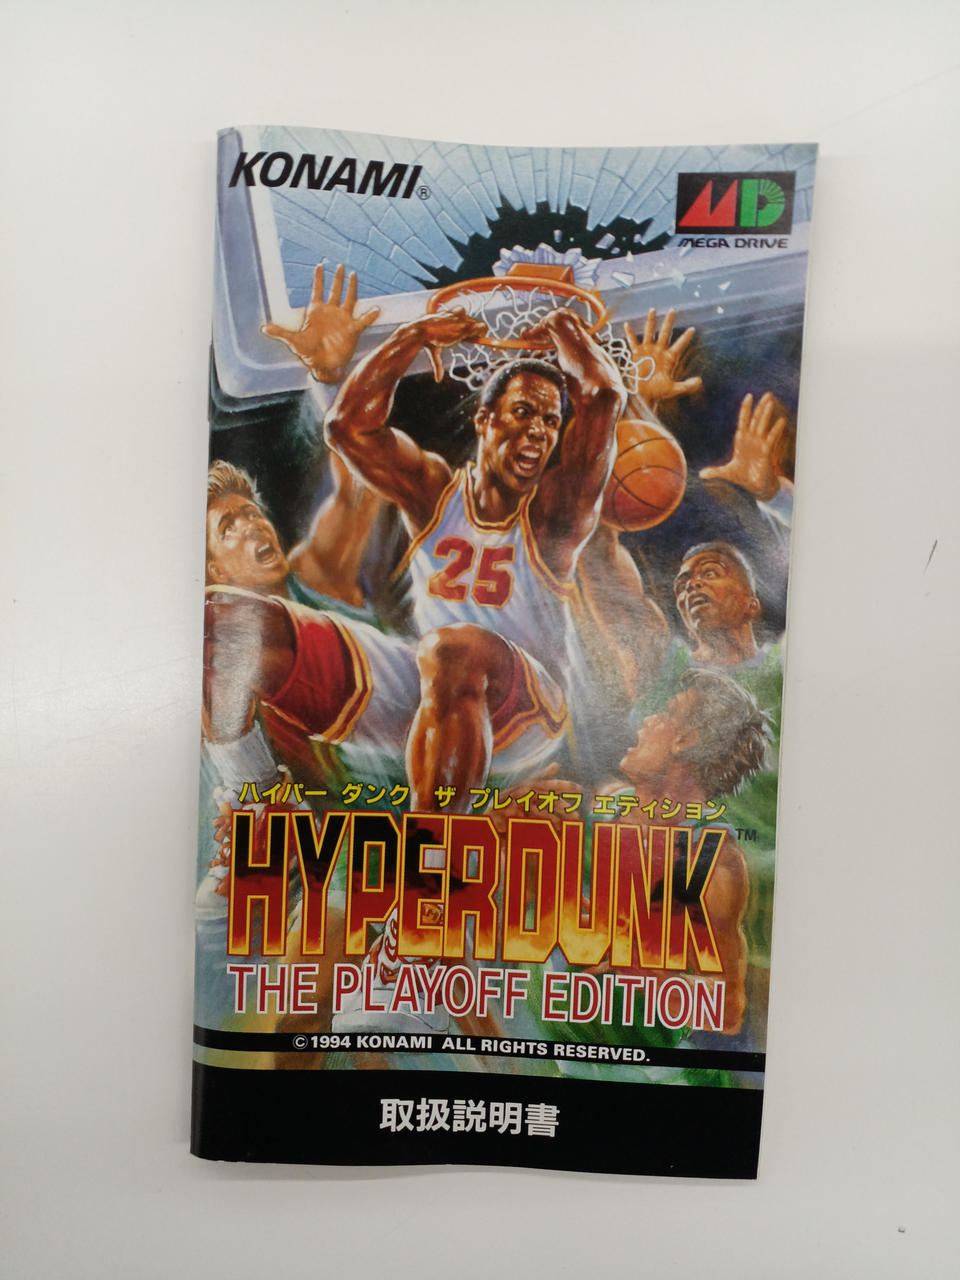 KONAMI®
MD
MEGA DRIVE
25
ハイパー ダンク ザ プレイオフ エディション
HYPERDUNK™
THE PLAYOFF EDITION
©1994 KONAMI ALL RIGHTS RESERVED.
取扱説明書